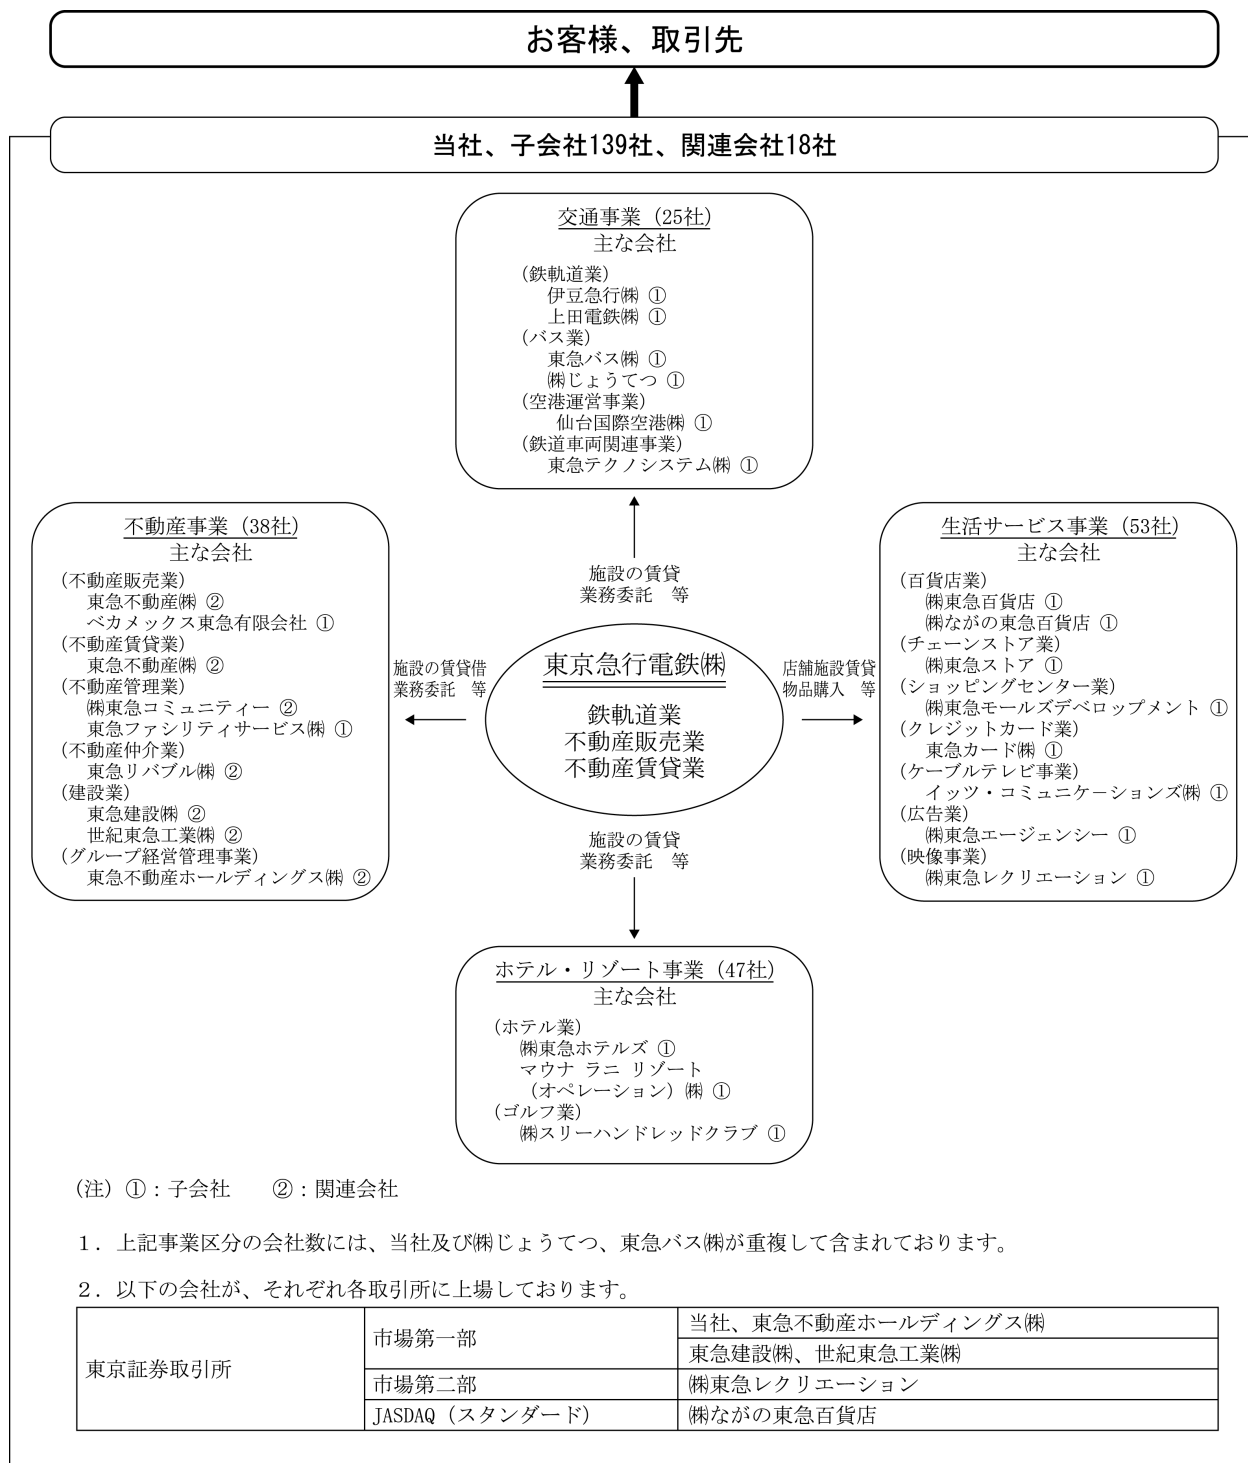 お客様、取引先
当社、子会社139社、関連会社18社
交通事業（25社）
主な会社
（鉄軌道業）
伊豆急行㈱ ①
上田電鉄㈱ ①
（バス業）
東急バス㈱ ①
㈱じょうてつ ①
（空港運営事業）
仙台国際空港㈱ ①
（鉄道車両関連事業）
東急テクノシステム㈱ ①
不動産事業（38社）
主な会社
（不動産販売業）
東急不動産㈱ ②
ベカメックス東急有限会社 ①
（不動産賃貸業）
東急不動産㈱ ②
（不動産管理業）
㈱東急コミュニティー ②
東急ファシリティサービス㈱ ①
（不動産仲介業）
東急リバブル㈱ ②
（建設業）
東急建設㈱ ②
世紀東急工業㈱ ②
（グループ経営管理事業）
東急不動産ホールディングス㈱ ②
施設の賃貸
業務委託　等
施設の賃貸借
業務委託　等
東京急行電鉄㈱
鉄軌道業
不動産販売業
不動産賃貸業
店舗施設賃貸
物品購入　等
施設の賃貸
業務委託　等
生活サービス事業（53社）
主な会社
（百貨店業）
㈱東急百貨店 ①
㈱ながの東急百貨店 ①
（チェーンストア業）
㈱東急ストア ①
（ショッピングセンター業）
㈱東急モールズデベロップメント ①
（クレジットカード業）
東急カード㈱ ①
（ケーブルテレビ事業）
イッツ・コミュニケーションズ㈱ ①
（広告業）
㈱東急エージェンシー ①
（映像事業）
㈱東急レクリエーション ①
ホテル・リゾート事業（47社）
主な会社
（ホテル業）
㈱東急ホテルズ ①
マウナ ラニ リゾート
（オペレーション）㈱ ①
（ゴルフ業）
㈱スリーハンドレッドクラブ ①
（注）①：子会社　　②：関連会社
１．上記事業区分の会社数には、当社及び㈱じょうてつ、東急バス㈱が重複して含まれております。
２．以下の会社が、それぞれ各取引所に上場しております。
東京証券取引所
市場第一部
当社、東急不動産ホールディングス㈱
東急建設㈱、世紀東急工業㈱
市場第二部
㈱東急レクリエーション
JASDAQ（スタンダード）
㈱ながの東急百貨店